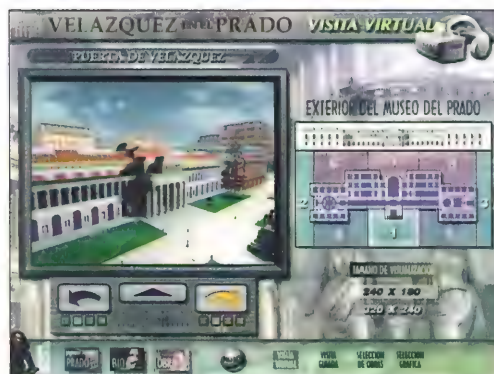 VELAZQUEZ EN EL PRADO VISITA VIRTUAL
PUERTA DE VELAZQUEZ
EXTERIOR DEL MUSEO DEL PRADO
2
3
1
TAMAÑO DE VISUALIZACION
240 X 180
320 X 240
PRADO BIO OBRA VISITA VIRTUAL VISITA GUIADA SELECCION DE OBRAS SELECCION GRAFICA